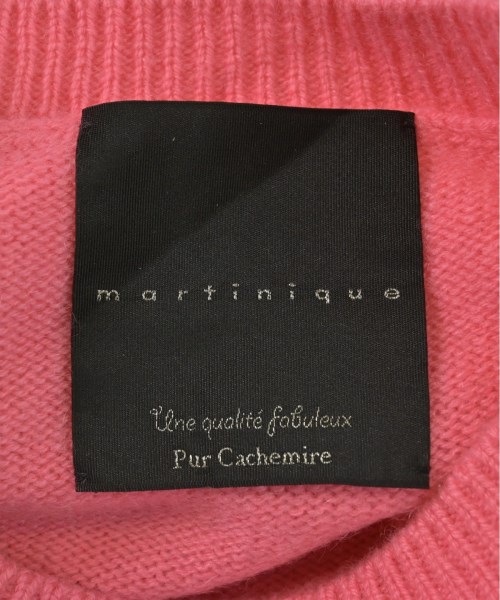 martinique
Une qualité fabuleux
Pur Cachemire